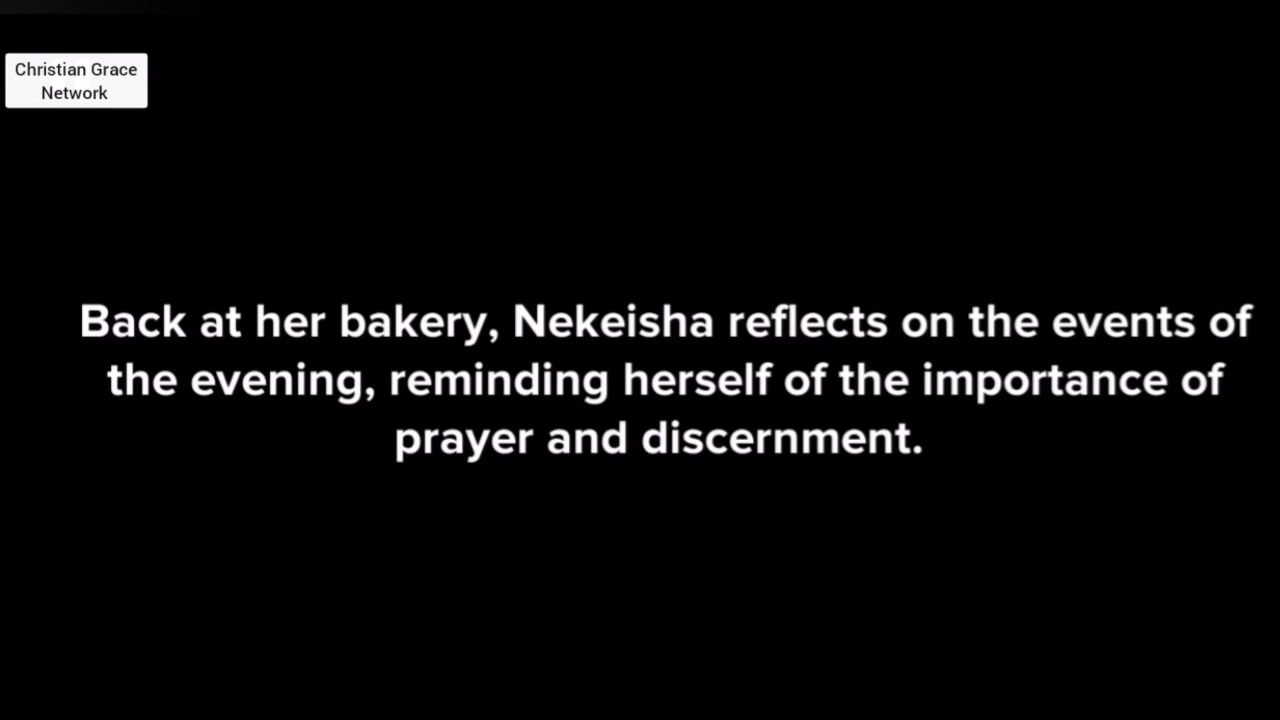 Christian Grace
Network
Back at her bakery, Nekeisha reflects on the events of
the evening, reminding herself of the importance of
prayer and discernment.